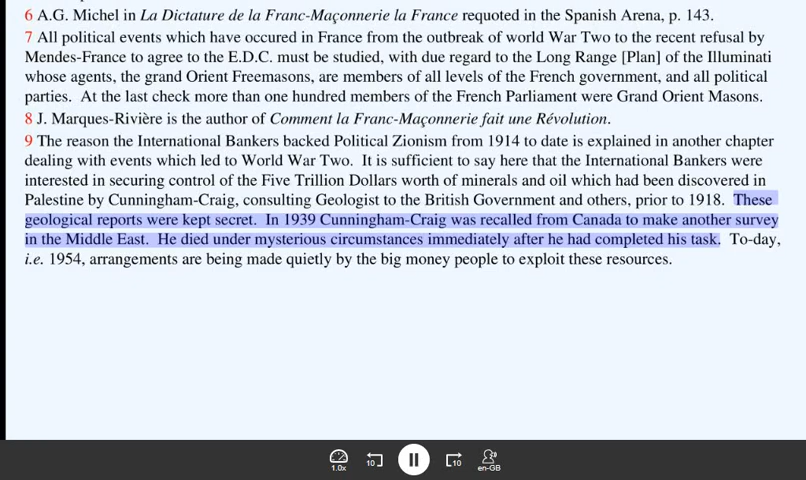 6 A.G. Michel in La Dictature de la Franc-Maçonnerie la France requoted in the Spanish Arena, p. 143.
7 All political events which have occured in France from the outbreak of world War Two to the recent refusal by
Mendes-France to agree to the E.D.C. must be studied, with due regard to the Long Range [Plan] of the Illuminati
whose agents, the grand Orient Freemasons, are members of all levels of the French government, and all political
parties. At the last check more than one hundred members of the French Parliament were Grand Orient Masons.
8 J. Marques-Rivière is the author of Comment la Franc-Maçonnerie fait une Révolution.
9 The reason the International Bankers backed Political Zionism from 1914 to date is explained in another chapter
dealing with events which led to World War Two. It is sufficient to say here that the International Bankers were
interested in securing control of the Five Trillion Dollars worth of minerals and oil which had been discovered in
Palestine by Cunningham-Craig, consulting Geologist to the British Government and others, prior to 1918. These
geological reports were kept secret. In 1939 Cunningham-Craig was recalled from Canada to make another survey
in the Middle East. He died under mysterious circumstances immediately after he had completed his task. To-day,
i.e. 1954, arrangements are being made quietly by the big money people to exploit these resources.
1.0x 10 10 en-GB